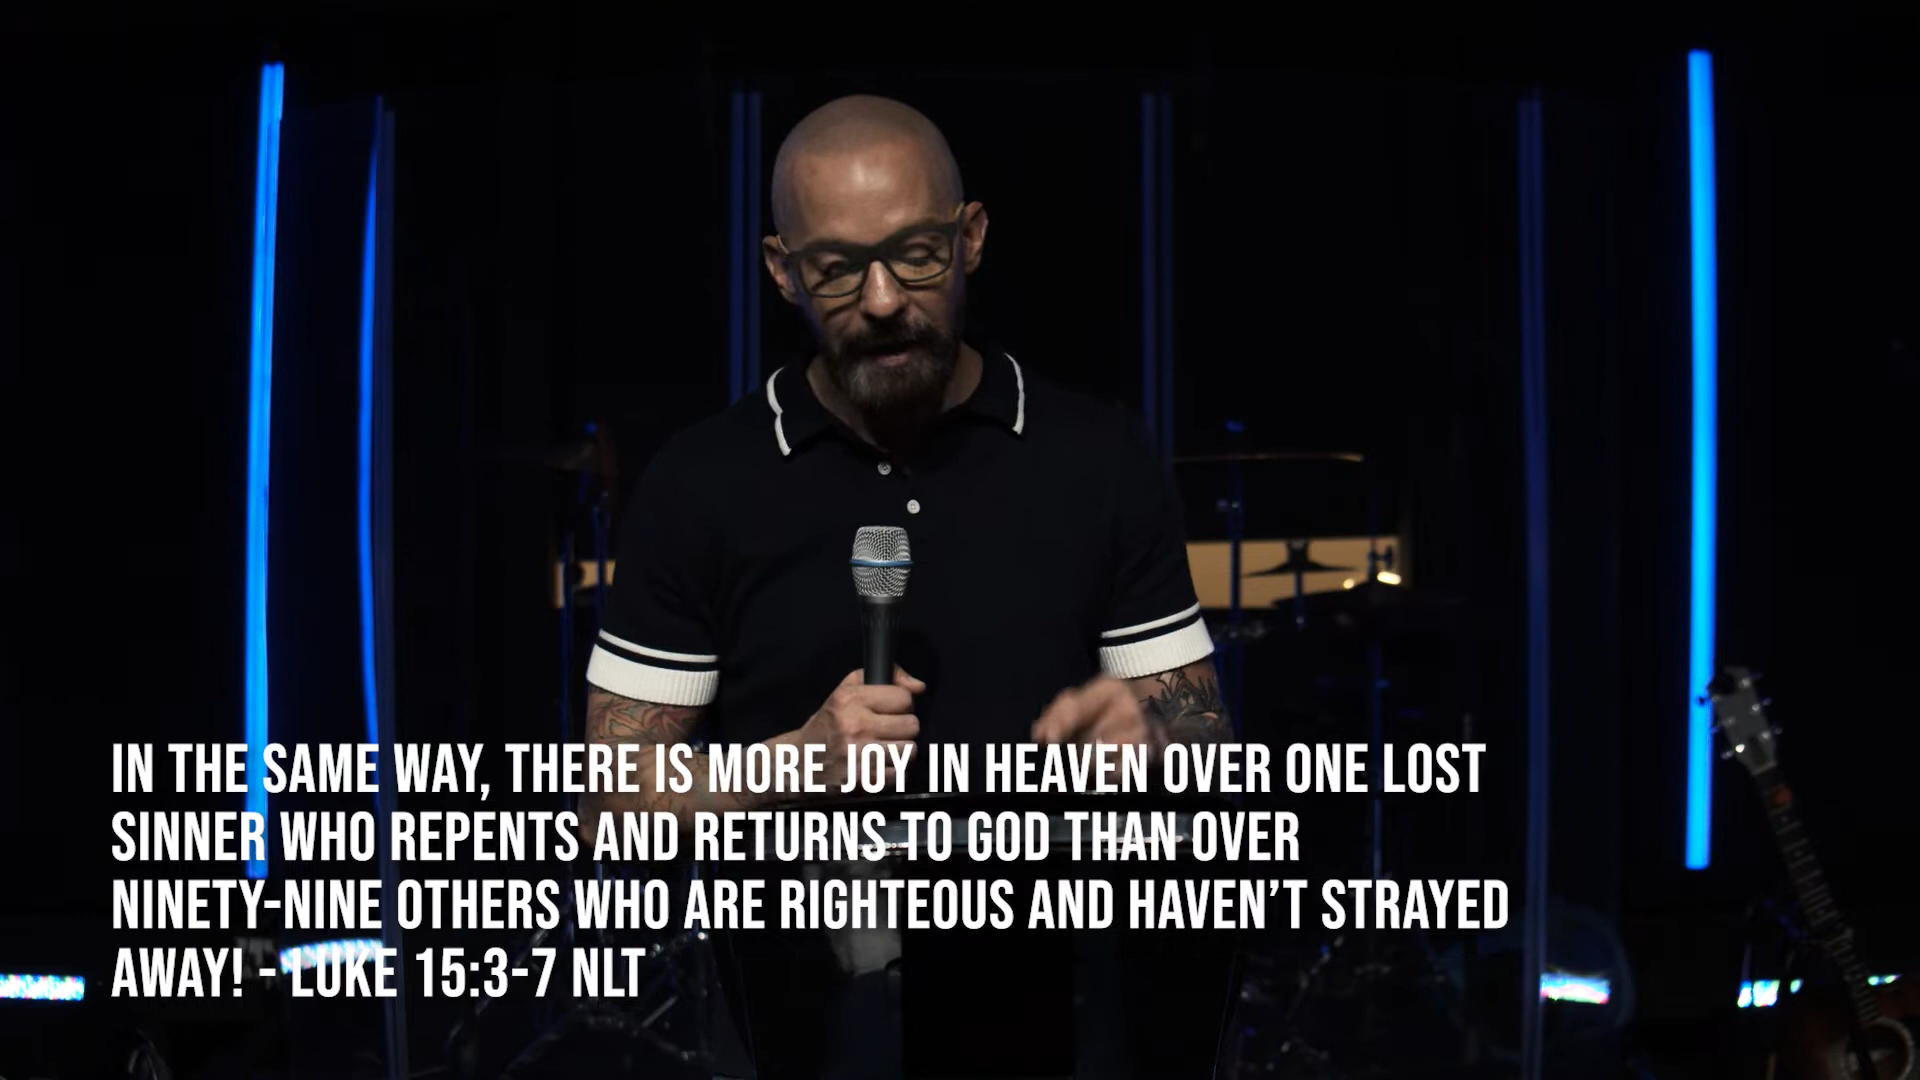 IN THE SAME WAY, THERE IS MORE JOY IN HEAVEN OVER ONE LOST
SINNER WHO REPENTS AND RETURNS TO GOD THAN OVER
NINETY-NINE OTHERS WHO ARE RIGHTEOUS AND HAVEN’T STRAYED
AWAY! - LUKE 15:3-7 NLT